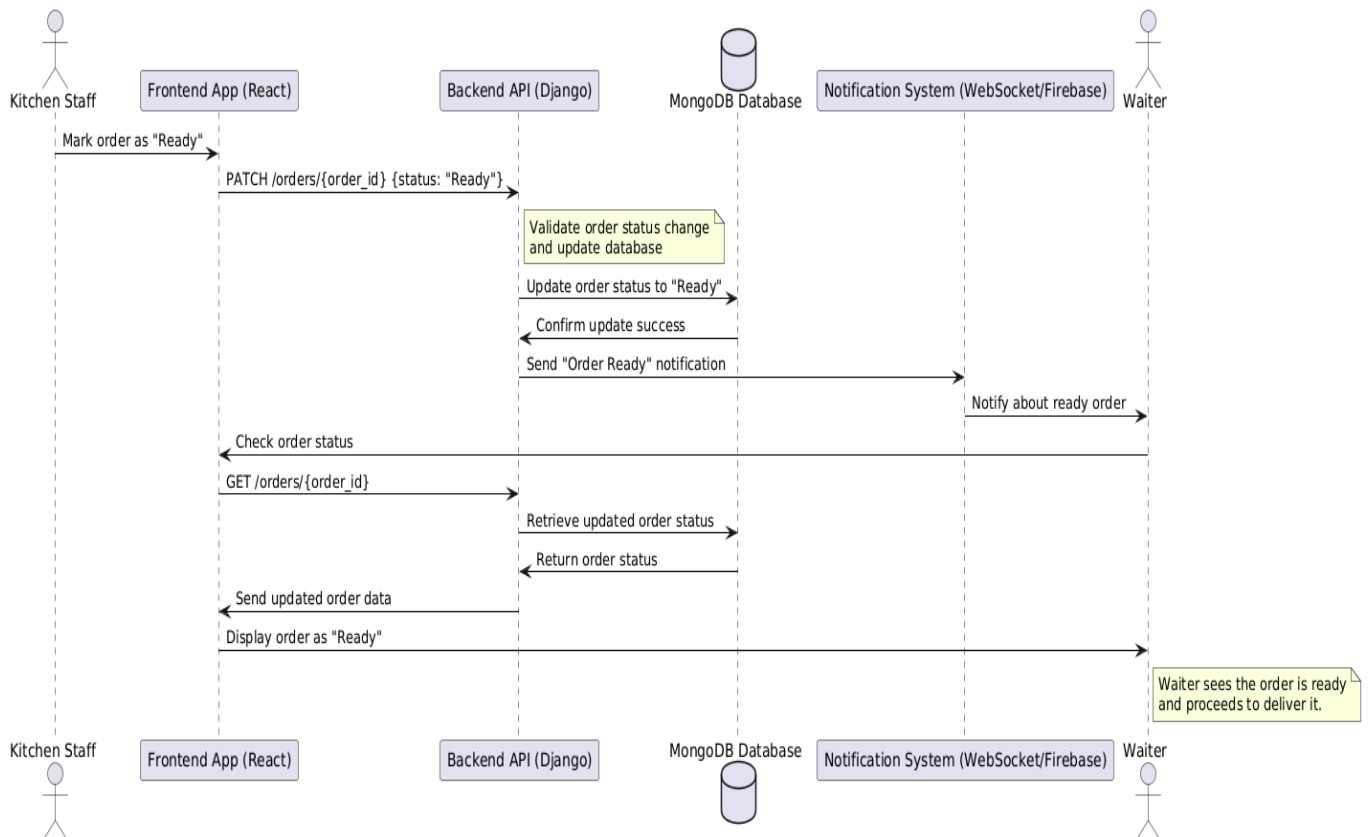 Kitchen Staff
Frontend App (React)
Backend API (Django)
MongoDB Database
Notification System (WebSocket/Firebase)
Waiter
Mark order as "Ready"
PATCH /orders/{order_id} {status: "Ready"}
Validate order status change
and update database
Update order status to "Ready"
Confirm update success
Send "Order Ready" notification
Notify about ready order
Check order status
GET /orders/{order_id}
Retrieve updated order status
Return order status
Send updated order data
Display order as "Ready"
Waiter sees the order is ready
and proceeds to deliver it.
Kitchen Staff
Frontend App (React)
Backend API (Django)
MongoDB Database
Notification System (WebSocket/Firebase)
Waiter